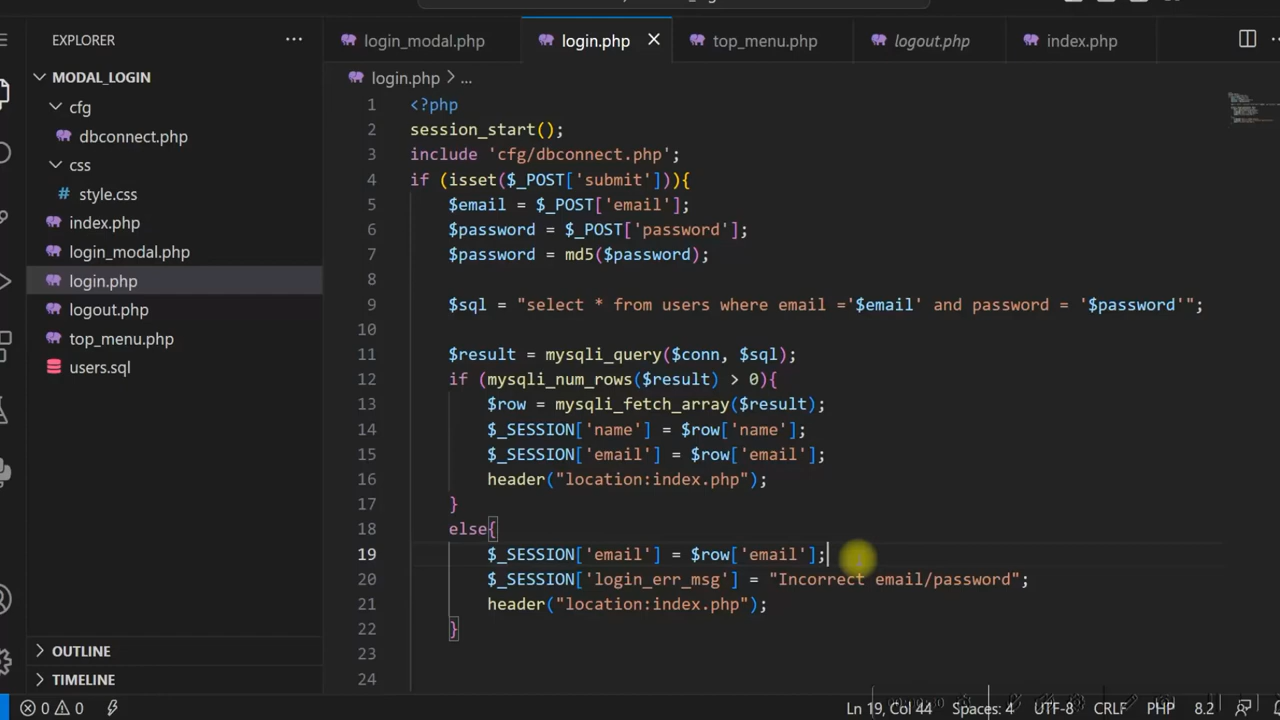 EXPLORER
MODAL_LOGIN
cfg
dbconnect.php
css
# style.css
index.php
login_modal.php
login.php
logout.php
top_menu.php
users.sql
OUTLINE
TIMELINE
login_modal.php login.php top_menu.php logout.php index.php
login.php > ...
1 <?php
2 session_start();
3 include 'cfg/dbconnect.php';
4 if (isset($_POST['submit'])){
5 $email = $_POST['email'];
6 $password = $_POST['password'];
7 $password = md5($password);
8
9 $sql = "select * from users where email ='$email' and password = '$password'";
10
11 $result = mysqli_query($conn, $sql);
12 if (mysqli_num_rows($result) > 0){
13 $row = mysqli_fetch_array($result);
14 $_SESSION['name'] = $row['name'];
15 $_SESSION['email'] = $row['email'];
16 header("location:index.php");
17 }
18 else{
19 $_SESSION['email'] = $row['email'];
20 $_SESSION['login_err_msg'] = "Incorrect email/password";
21 header("location:index.php");
22 }
23
24
0 0 Ln 19, Col 44 Spaces: 4 UTF-8 CRLF PHP 8.2